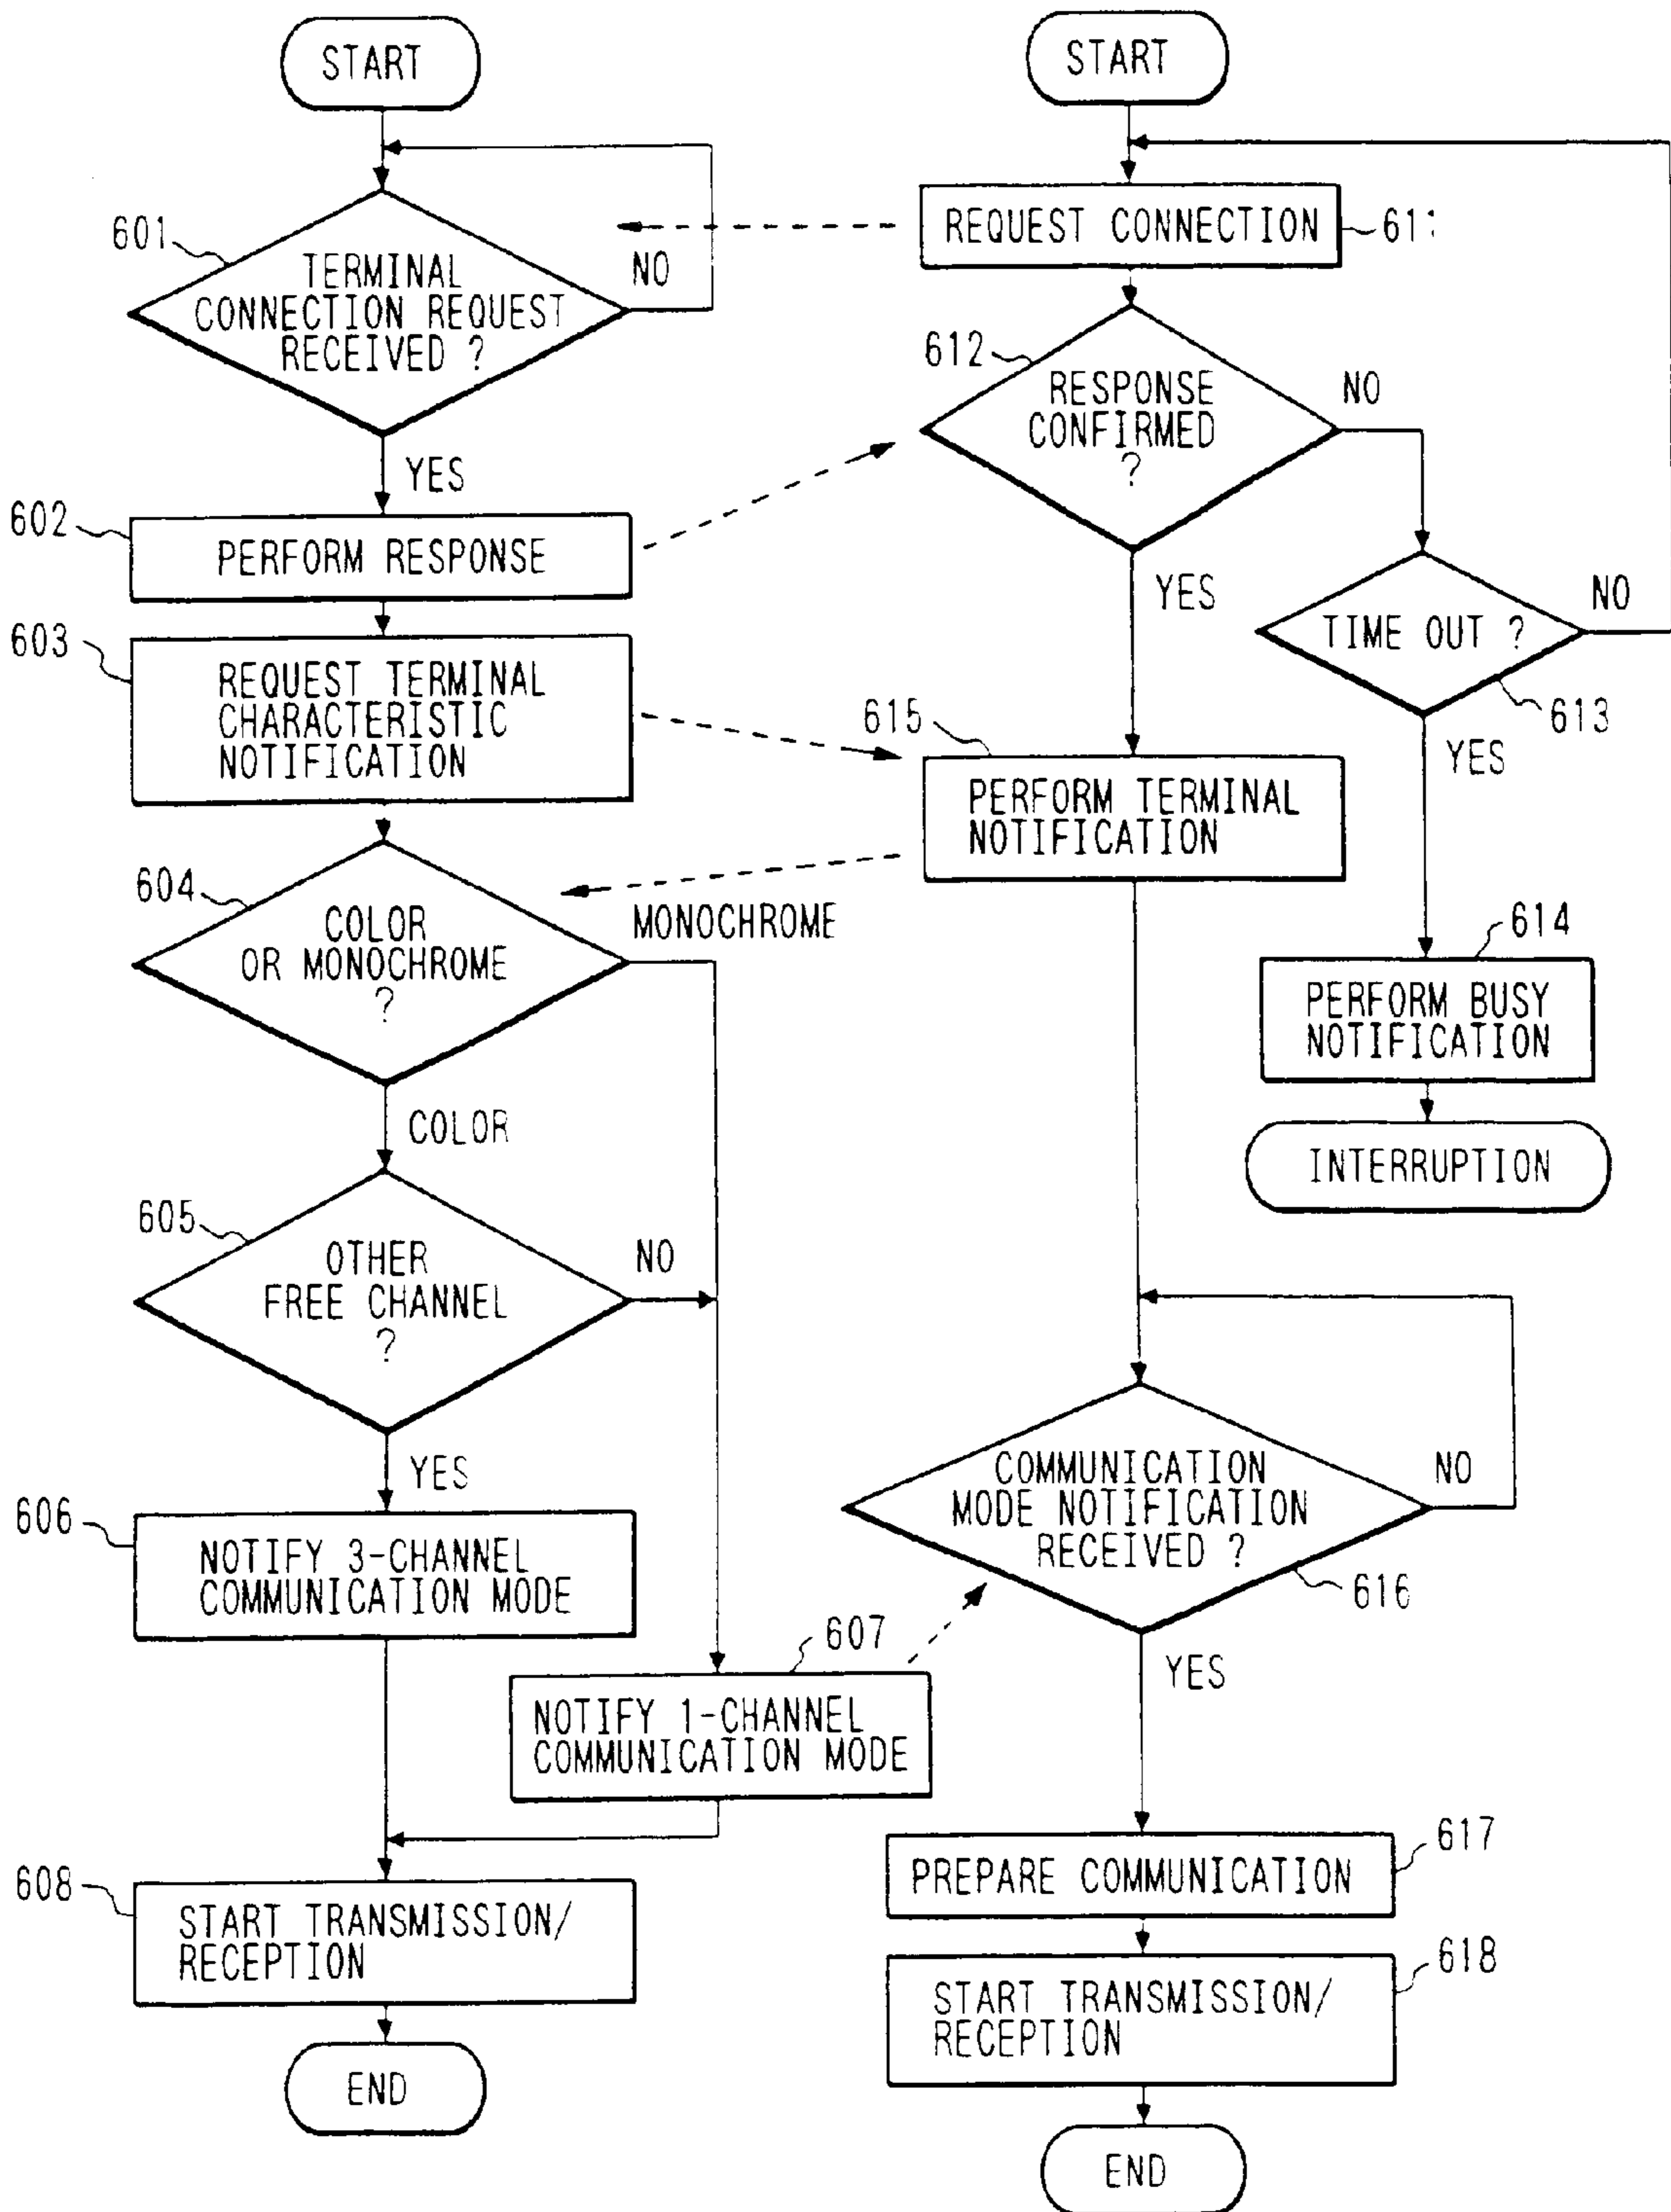 START
601
TERMINAL
CONNECTION REQUEST
RECEIVED ?
NO
YES
602
PERFORM RESPONSE
603
REQUEST TERMINAL
CHARACTERISTIC
NOTIFICATION
604
COLOR
OR MONOCHROME
?
MONOCHROME
COLOR
605
OTHER
FREE CHANNEL
?
NO
YES
606
NOTIFY 3-CHANNEL
COMMUNICATION MODE
607
NOTIFY 1-CHANNEL
COMMUNICATION MODE
608
START TRANSMISSION/
RECEPTION
END
START
REQUEST CONNECTION
612
RESPONSE
CONFIRMED
?
NO
YES
TIME OUT ?
NO
613
YES
614
PERFORM BUSY
NOTIFICATION
INTERRUPTION
615
PERFORM TERMINAL
NOTIFICATION
COMMUNICATION
MODE NOTIFICATION
RECEIVED ?
NO
616
YES
617
PREPARE COMMUNICATION
618
START TRANSMISSION/
RECEPTION
END